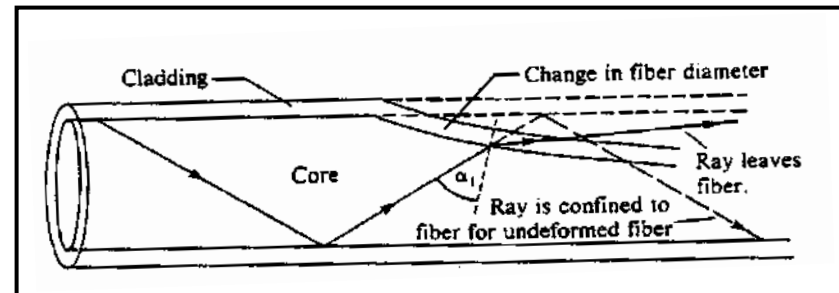 Cladding
Change in fiber diameter
Core
α₁
Ray leaves
fiber.
Ray is confined to
fiber for undeformed fiber